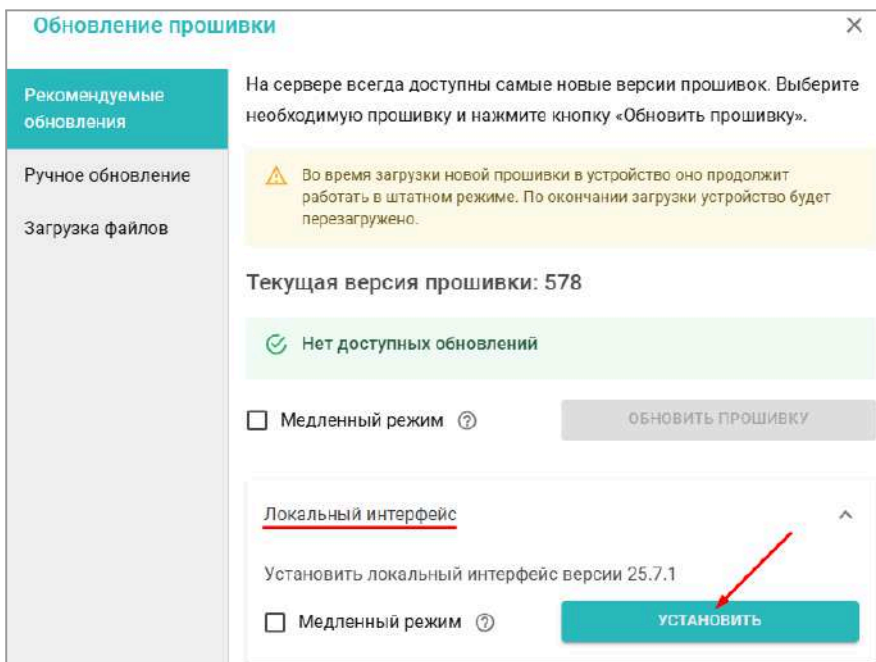 Обновление прошивки
Рекомендуемые
обновления
Ручное обновление
Загрузка файлов
На сервере всегда доступны самые новые версии прошивок. Выберите
необходимую прошивку и нажмите кнопку «Обновить прошивку».
Во время загрузки новой прошивки в устройство оно продолжит
работать в штатном режиме. По окончании загрузки устройство будет
перезагружено.
Текущая версия прошивки: 578
Нет доступных обновлений
Медленный режим
ОБНОВИТЬ ПРОШИВКУ
Локальный интерфейс
Установить локальный интерфейс версии 25.7.1
Медленный режим
УСТАНОВИТЬ